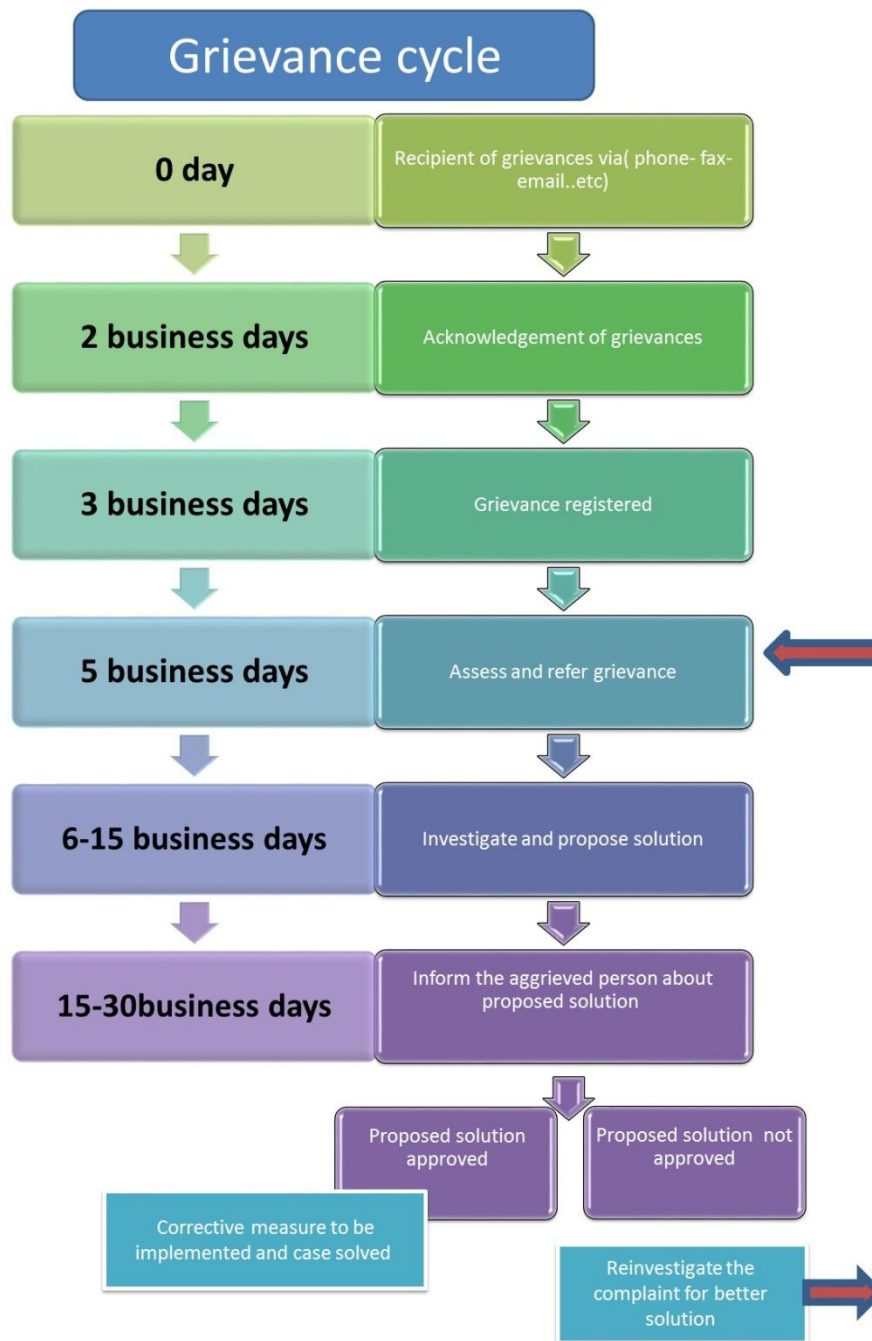 Grievance cycle
0 day
Recipient of grievances via( phone- fax-
email..etc)
2 business days
Acknowledgement of grievances
3 business days
Grievance registered
5 business days
Assess and refer grievance
6-15 business days
Investigate and propose solution
15-30business days
Inform the aggrieved person about
proposed solution
Proposed solution
approved
Proposed solution  not
approved
Corrective measure to be
implemented and case solved
Reinvestigate the
complaint for better
solution